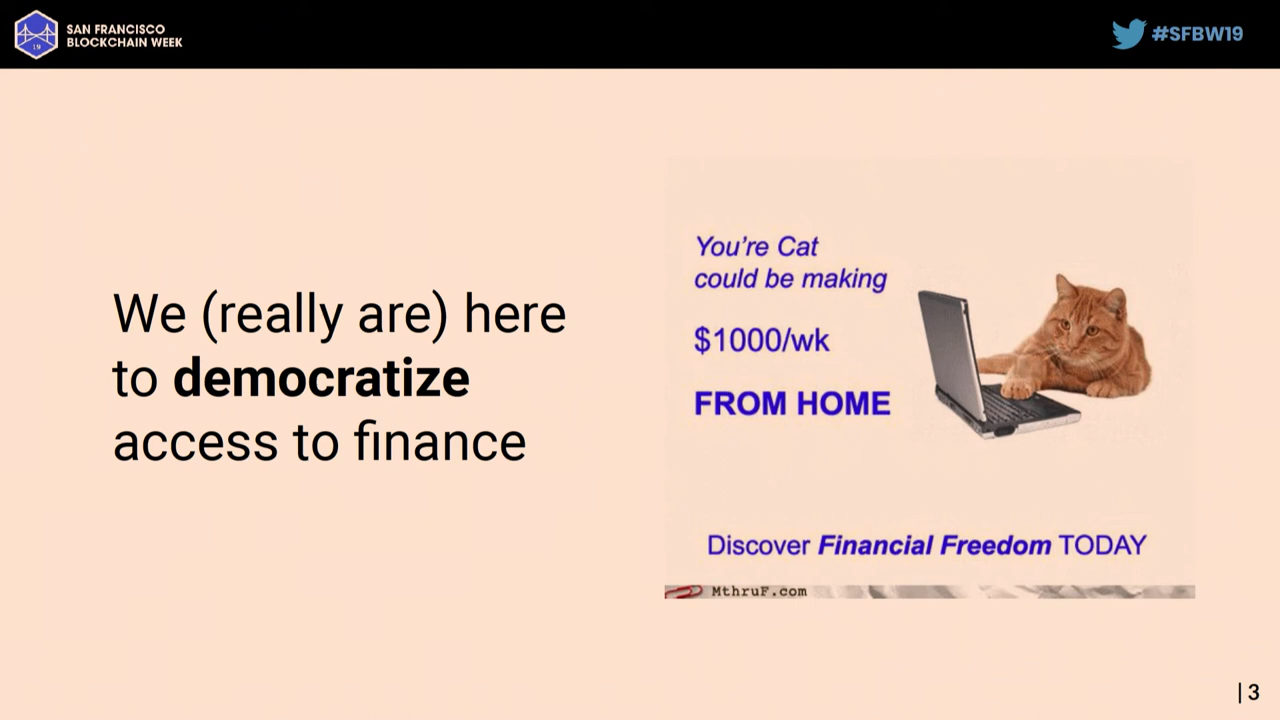 SAN FRANCISCO
BLOCKCHAIN WEEK
19
#SFBW19
We (really are) here
to democratize
access to finance
You're Cat
could be making
$1000/wk
FROM HOME
Discover Financial Freedom TODAY
MthruF.com
| 3